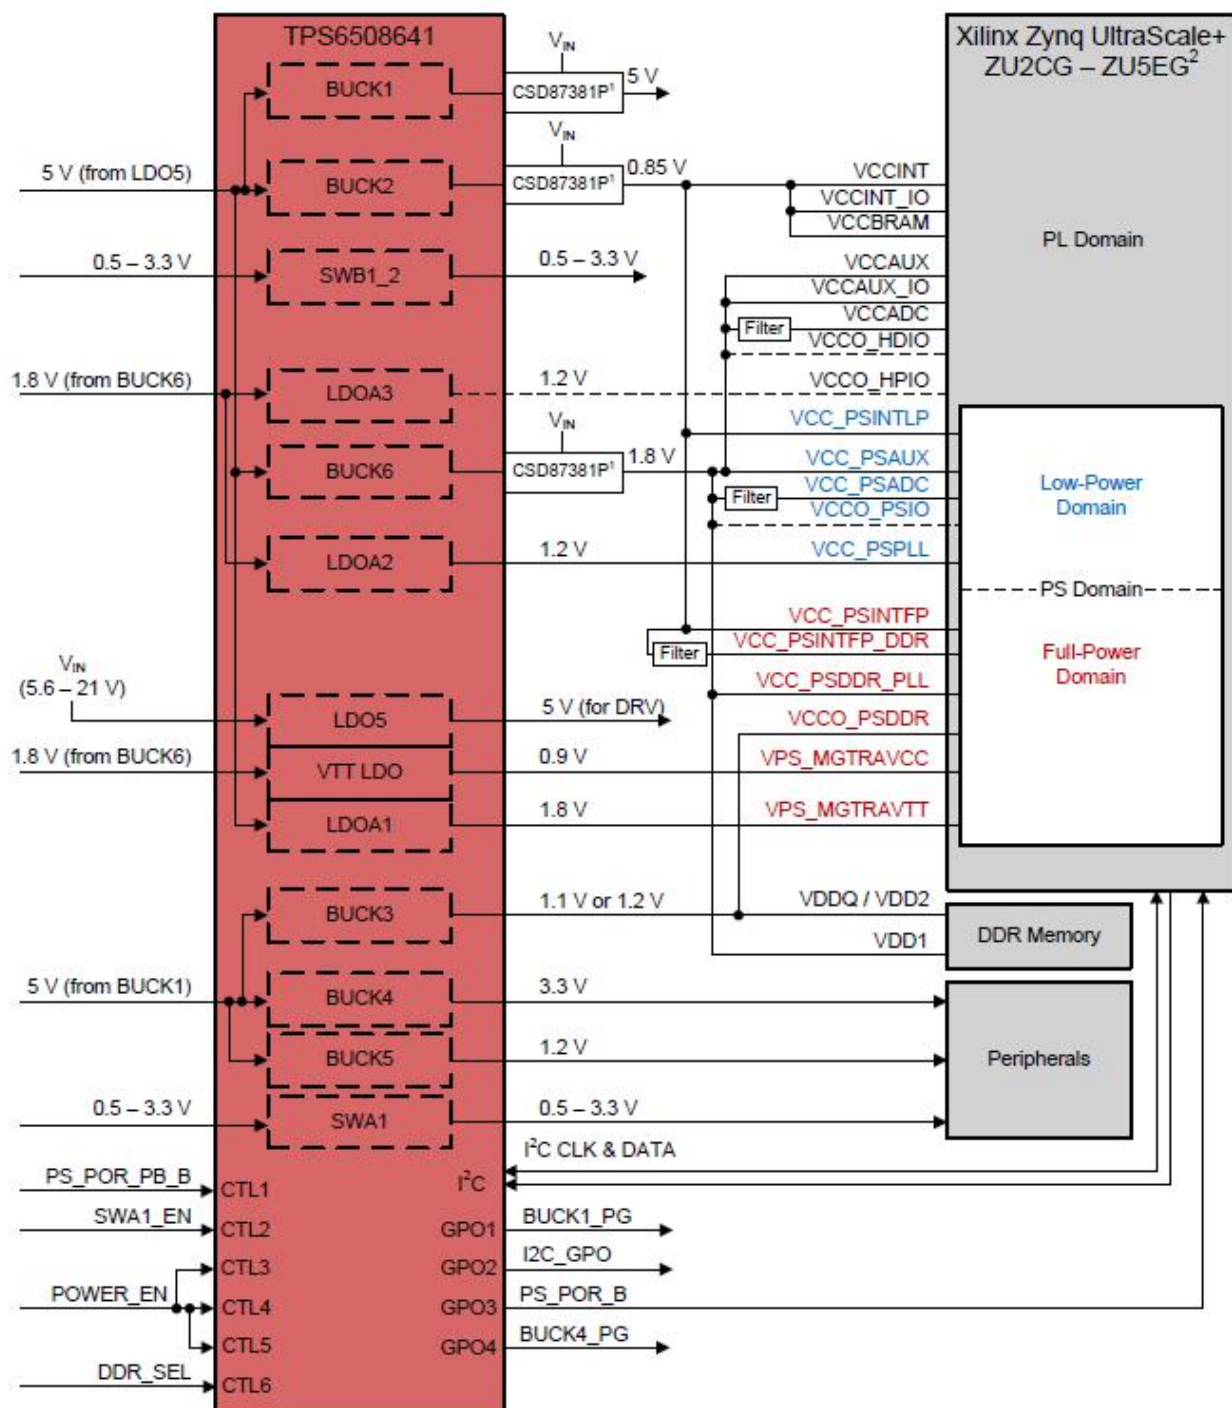 TPS6508641
Xilinx Zynq UltraScale+
ZU2CG – ZU5EG²
V_IN
BUCK1
CSD87381P¹
5 V
V_IN
5 V (from LDO5)
BUCK2
CSD87381P¹
0.85 V
VCCINT
VCCINT_IO
VCCBRAM
PL Domain
0.5 – 3.3 V
SWB1_2
0.5 – 3.3 V
VCCAUX
VCCAUX_IO
VCCADC
Filter
VCCO_HDIO
1.8 V (from BUCK6)
LDOA3
1.2 V
VCCO_HPIO
V_IN
VCC_PSINTLP
BUCK6
CSD87381P¹
1.8 V
VCC_PSAUX
Filter
VCC_PSADC
VCCO_PSIO
Low-Power
Domain
LDOA2
1.2 V
VCC_PSPLL
PS Domain
VCC_PSINTFP
VCC_PSINTFP_DDR
Filter
Full-Power
Domain
V_IN
(5.6 – 21 V)
VCC_PSDDR_PLL
LDO5
5 V (for DRV)
VCCO_PSDDR
1.8 V (from BUCK6)
VTT LDO
0.9 V
VPS_MGTRAVCC
LDOA1
1.8 V
VPS_MGTRAVTT
BUCK3
1.1 V or 1.2 V
VDDQ / VDD2
VDD1
DDR Memory
5 V (from BUCK1)
BUCK4
3.3 V
BUCK5
1.2 V
Peripherals
0.5 – 3.3 V
SWA1
0.5 – 3.3 V
I²C CLK & DATA
PS_POR_PB_B
CTL1
I²C
SWA1_EN
CTL2
GPO1
BUCK1_PG
CTL3
GPO2
I2C_GPO
POWER_EN
CTL4
GPO3
PS_POR_B
CTL5
GPO4
BUCK4_PG
DDR_SEL
CTL6